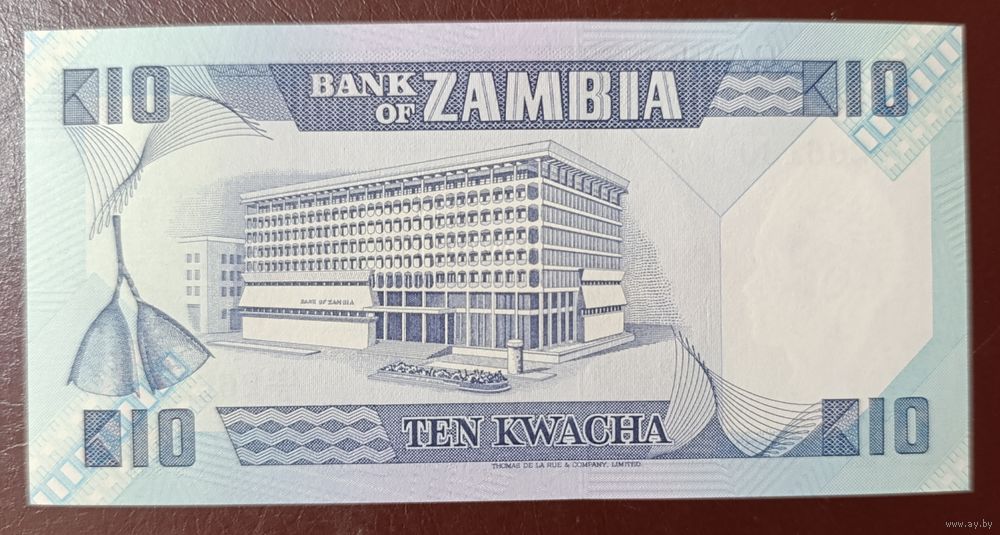 K10
BANK OF ZAMBIA
K10
BANK OF ZAMBIA
K10
TEN KWACHA
K10
THOMAS DE LA RUE & COMPANY, LIMITED
www.ay.by